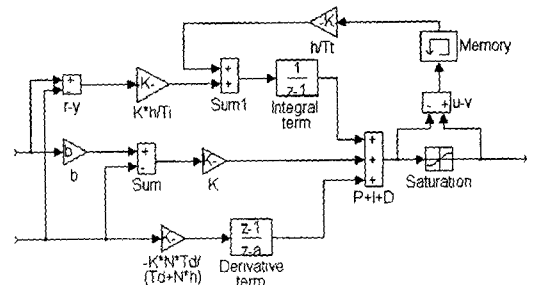 -K
h/Tt
Memory
+
-
r-y
K-
K*h/Ti
+
+
Sum1
1
z-1
Integral
term
- +
u-v
b
b
+
-
Sum
K-
K
+
+
+
P+I+D
Saturation
K-
-K*N*Td/
(Td+N*h)
z-1
z-a
Derivative
term